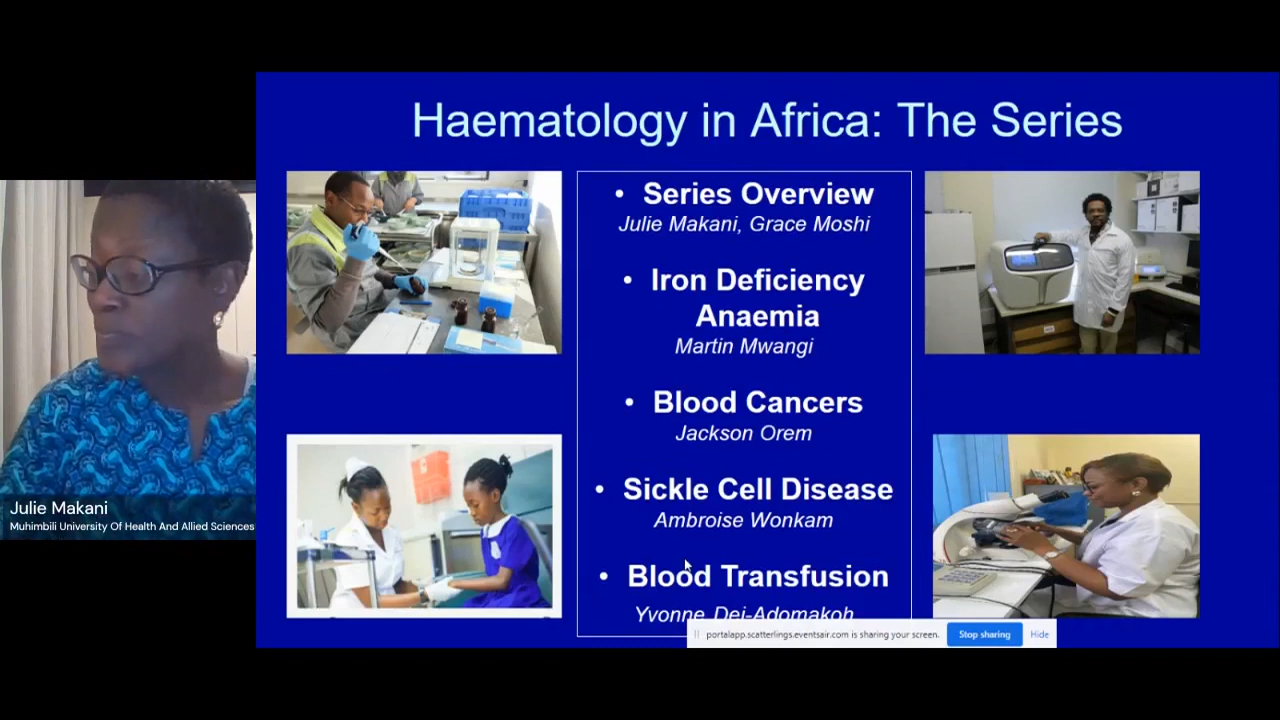 Haematology in Africa: The Series
• Series Overview
Julie Makani, Grace Moshi
• Iron Deficiency
Anaemia
Martin Mwangi
• Blood Cancers
Jackson Orem
• Sickle Cell Disease
Ambroise Wonkam
• Blood Transfusion
Yvonne Dei-Adomakoh
portalapp.scatterlings.eventsair.com is sharing your screen.
Stop sharing
Hide
Julie Makani
Muhimbili University Of Health And Allied Sciences